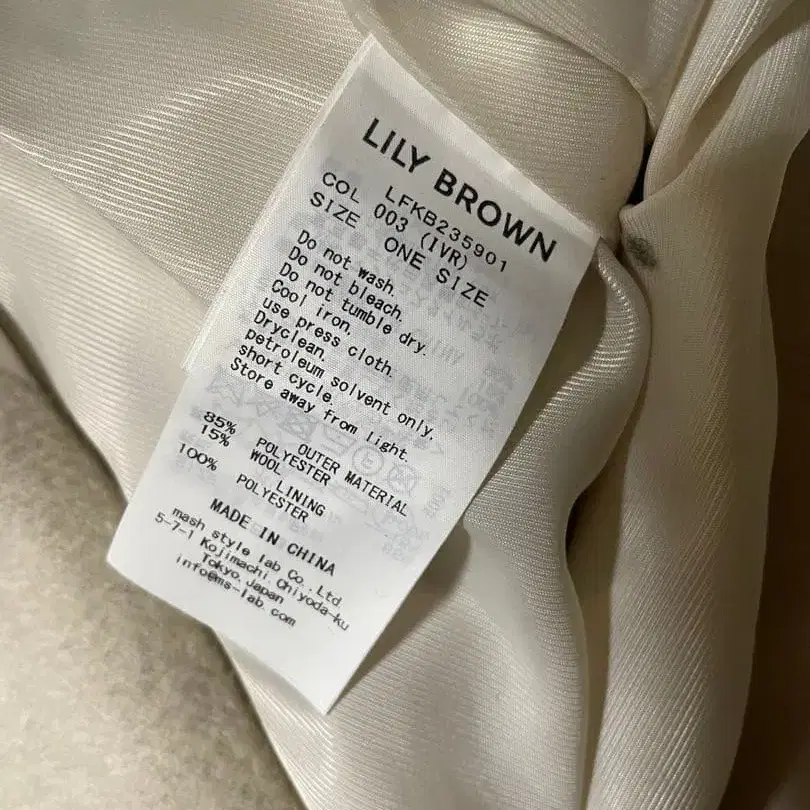 LILY BROWN
LFKB235901
COL 003 (IVR)
SIZE ONE SIZE
Do not wash.
Do not bleach.
Do not tumble dry.
Cool iron,
use press cloth.
Dryclean.
petroleum solvent only,
short cycle.
Store away from light.
OUTER MATERIAL
85% POLYESTER
15% WOOL
LINING
100% POLYESTER
MADE IN CHINA
mash style lab Co.,Ltd.
5-7-1 Kojimachi, Chiyoda-ku
Tokyo, Japan
info@ms-lab.com